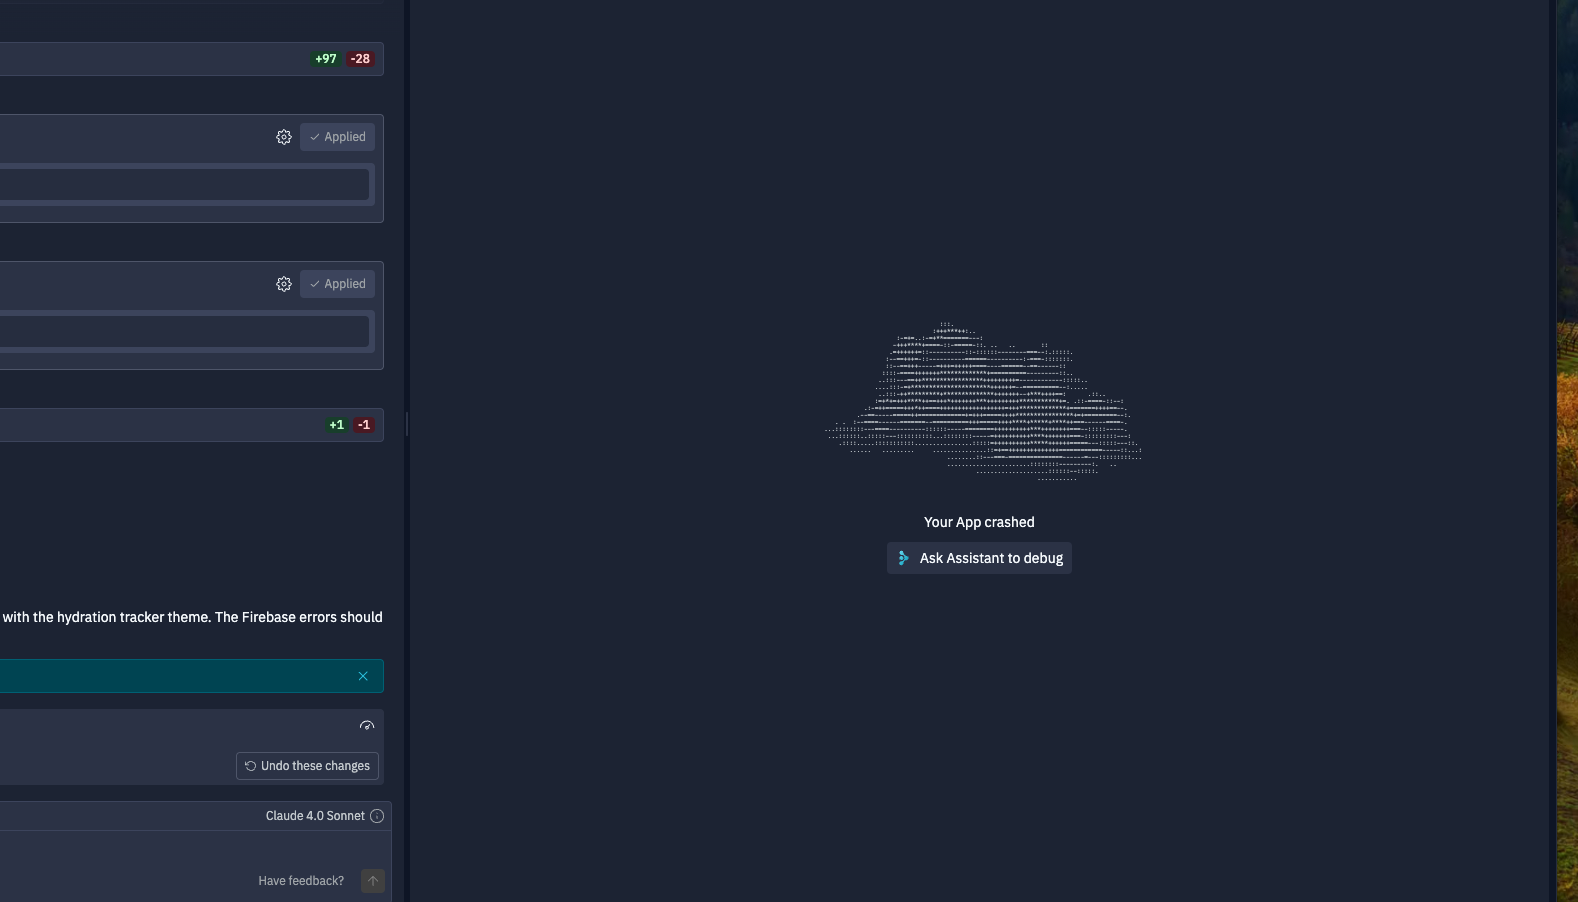 +97 -28
Applied
Applied
+1 -1
with the hydration tracker theme. The Firebase errors should
Undo these changes
Claude 4.0 Sonnet
Have feedback?
Your App crashed
Ask Assistant to debug